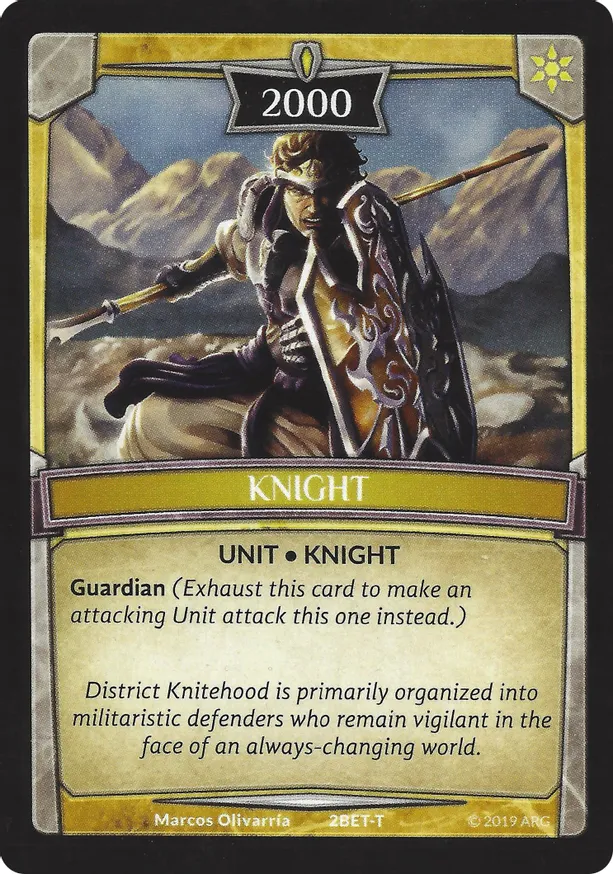 2000
KNIGHT
UNIT • KNIGHT
Guardian (Exhaust this card to make an
attacking Unit attack this one instead.)
District Knitehood is primarily organized into
militaristic defenders who remain vigilant in the
face of an always-changing world.
Marcos Olivarría 2BET-T © 2019 ARG